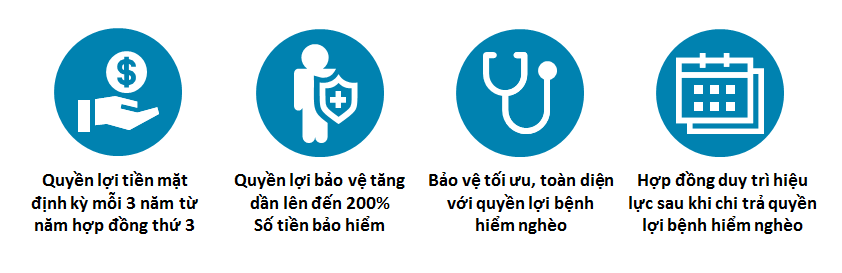 $
Quyền lợi tiền mặt
định kỳ mỗi 3 năm từ
năm hợp đồng thứ 3
Quyền lợi bảo vệ tăng
dần lên đến 200%
Số tiền bảo hiểm
Bảo vệ tối ưu, toàn diện
với quyền lợi bệnh
hiểm nghèo
Hợp đồng duy trì hiệu
lực sau khi chi trả quyền
lợi bệnh hiểm nghèo